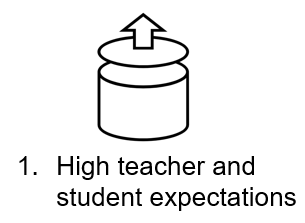 1. High teacher and
student expectations